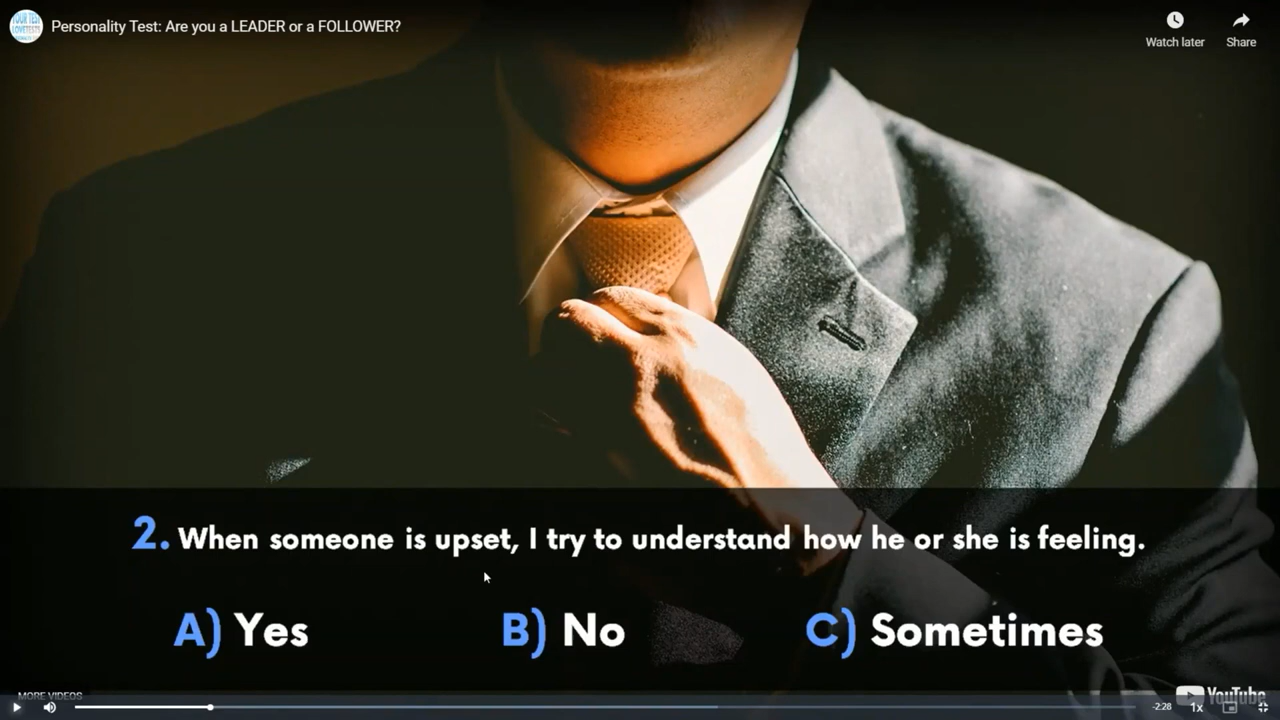 Personality Test: Are you a LEADER or a FOLLOWER?
Watch later
Share
2. When someone is upset, I try to understand how he or she is feeling.
A) Yes
B) No
C) Sometimes
MORE VIDEOS
YouTube
-2:28
1x